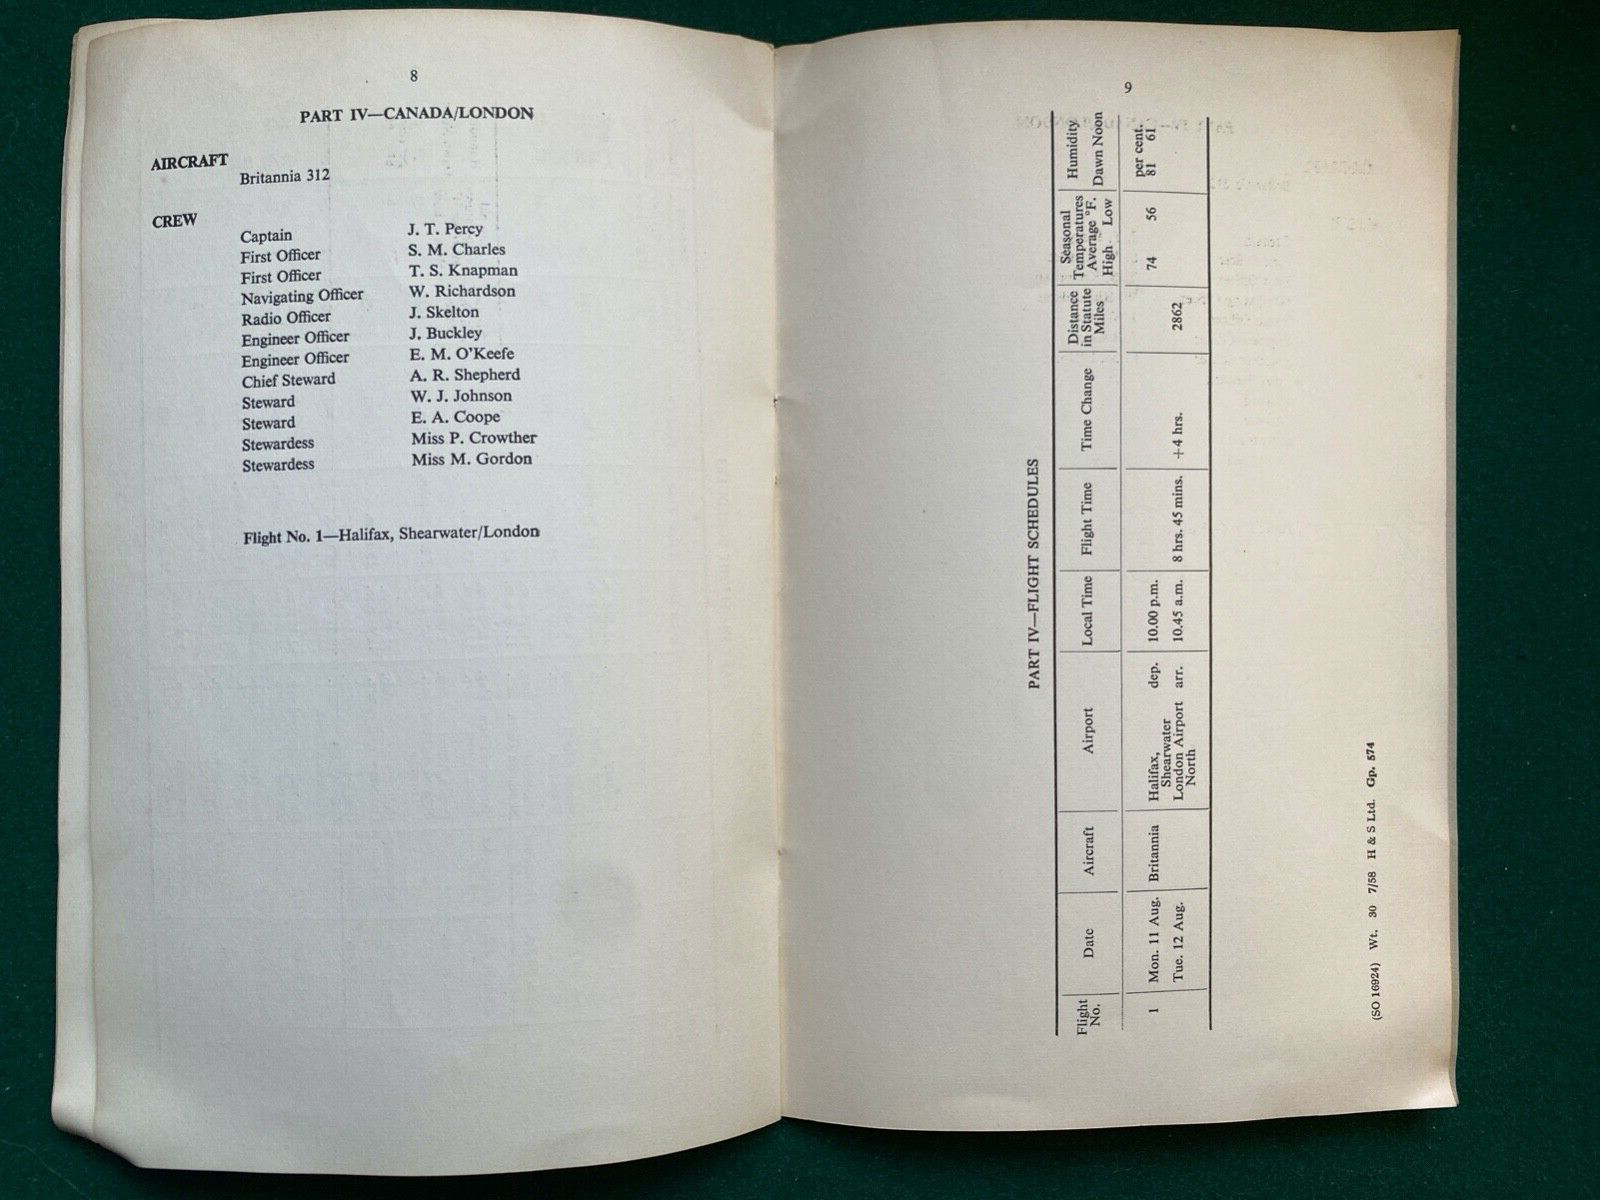 8
PART IV—CANADA/LONDON
AIRCRAFT
Britannia 312
CREW
Captain J. T. Percy
First Officer S. M. Charles
First Officer T. S. Knapman
Navigating Officer W. Richardson
Radio Officer J. Skelton
Engineer Officer J. Buckley
Engineer Officer E. M. O'Keefe
Chief Steward A. R. Shepherd
Steward W. J. Johnson
Steward E. A. Coope
Stewardess Miss P. Crowther
Stewardess Miss M. Gordon
Flight No. 1—Halifax, Shearwater/London
9
PART IV—FLIGHT SCHEDULES
Flight No.
Date
Aircraft
Airport
Local Time
Flight Time
Time Change
Distance in Statute Miles
Seasonal Temperatures Average °F. High Low
Humidity Dawn Noon
per cent.
1 Mon. 11 Aug. Britannia Halifax, Shearwater dep. 10.00 p.m. 74 56 81 61
Tue. 12 Aug. London Airport North arr. 10.45 a.m. 8 hrs. 45 mins. +4 hrs. 2862
(SO 16924) Wt. 30 7/58 H & S Ltd. Gp. 574